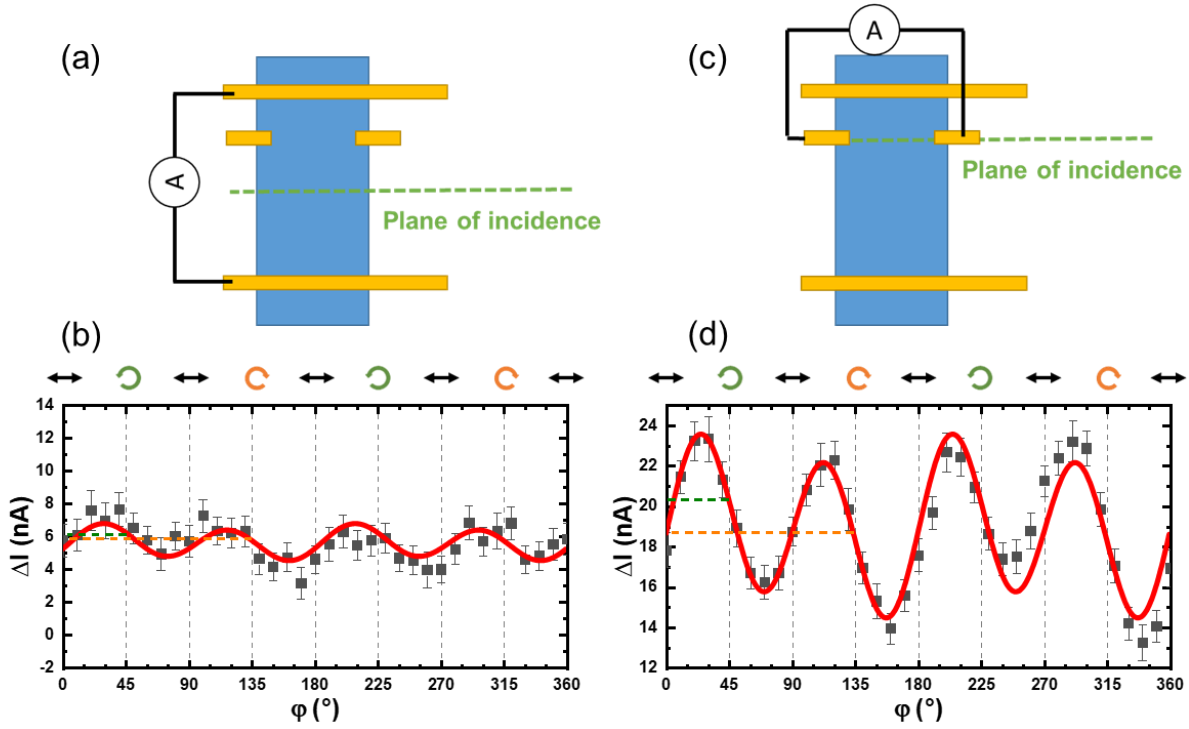 (a)
A
Plane of incidence
(c)
A
Plane of incidence
(b)
ΔI (nA)
14
12
10
8
6
4
2
0
-2
0 45 90 135 180 225 270 315 360
φ (°)
(d)
ΔI (nA)
24
22
20
18
16
14
12
0 45 90 135 180 225 270 315 360
φ (°)